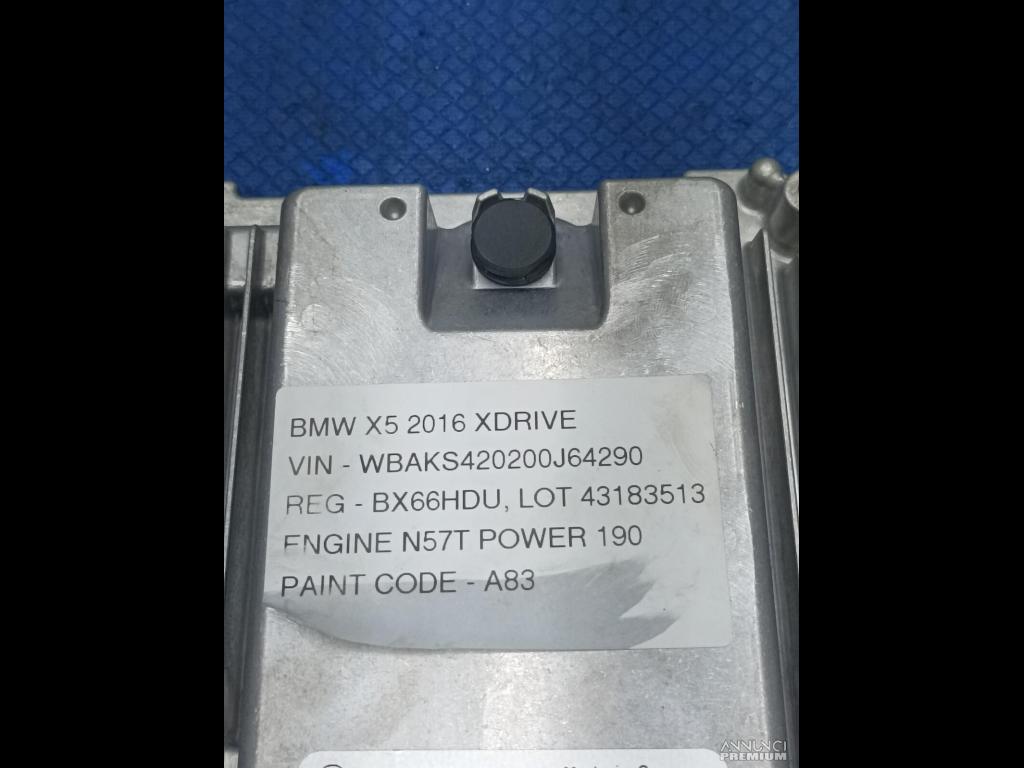 BMW X5 2016 XDRIVE
VIN - WBAKS420200J64290
REG - BX66HDU, LOT 43183513
ENGINE N57T POWER 190
PAINT CODE - A83
ANNUNCI
PREMIUM